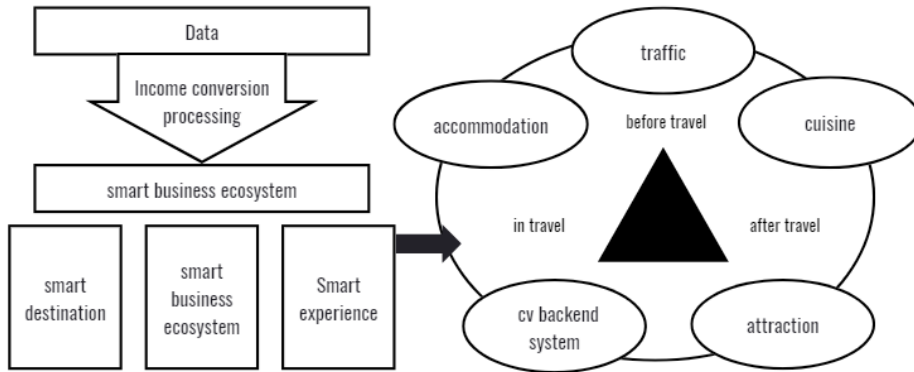 Data
Income conversion
processing
smart business ecosystem
smart
destination
smart
business
ecosystem
Smart
experience
traffic
accommodation
before travel
cuisine
in travel
after travel
cv backend
system
attraction